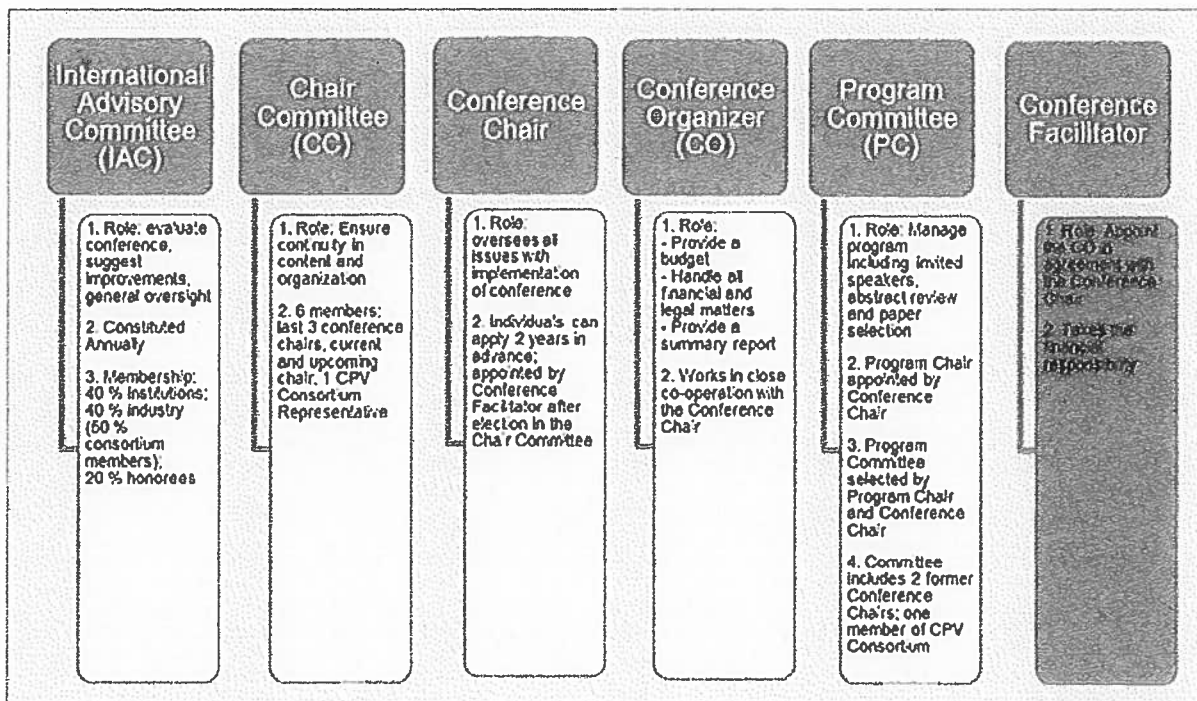 International
Advisory
Committee
(IAC)
1. Role: evaluate
conference,
suggest
improvements,
general oversight
2. Constituted
Annually
3. Membership:
40 % institutions;
40 % industry
(50 %
consortium
members);
20 % honorees
Chair
Committee
(CC)
1. Role: Ensure
continuity in
content and
organization
2. 6 members:
last 3 conference
chairs, current
and upcoming
chair, 1 CPV
Consortium
Representative
Conference
Chair
1. Role:
oversees all
issues with
implementation
of conference
2. Individuals can
apply 2 years in
advance;
appointed by
Conference
Facilitator after
election in the
Chair Committee
Conference
Organizer
(CO)
1. Role:
- Provide a
budget
- Handle all
financial and
legal matters
- Provide a
summary report
2. Works in close
co-operation with
the Conference
Chair
Program
Committee
(PC)
1. Role: Manage
program
including invited
speakers,
abstract review
and paper
selection
2. Program Chair
appointed by
Conference
Chair
3. Program
Committee
selected by
Program Chair
and Conference
Chair
4. Committee
includes 2 former
Conference
Chairs; one
member of CPV
Consortium
Conference
Facilitator
1. Role: Appoint
the CO in
agreement with
the Conference
Chair
2. Takes the
financial
responsibility